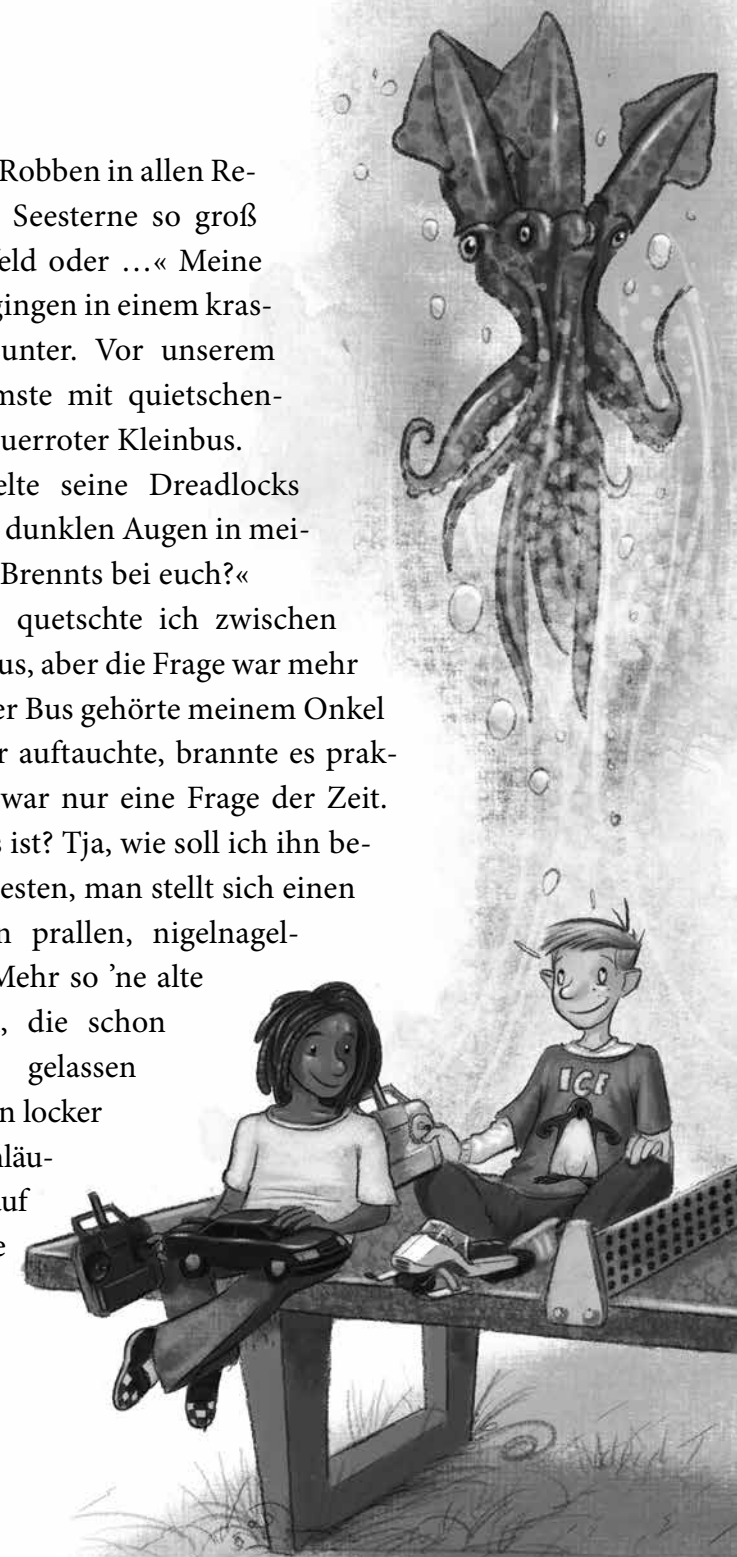 Robben in allen Re-
Seesterne so groß
eld oder …« Meine
gingen in einem kras-
unter. Vor unserem
mste mit quietschen-
uerroter Kleinbus.
elte seine Dreadlocks
dunklen Augen in mei-
Brennts bei euch?«
quetschte ich zwischen
us, aber die Frage war mehr
er Bus gehörte meinem Onkel
r auftauchte, brannte es prak-
war nur eine Frage der Zeit.
s ist? Tja, wie soll ich ihn be-
esten, man stellt sich einen
n prallen, nigelnagel-
Mehr so ’ne alte
, die schon
gelassen
n locker
läu-
uf
e
ICE